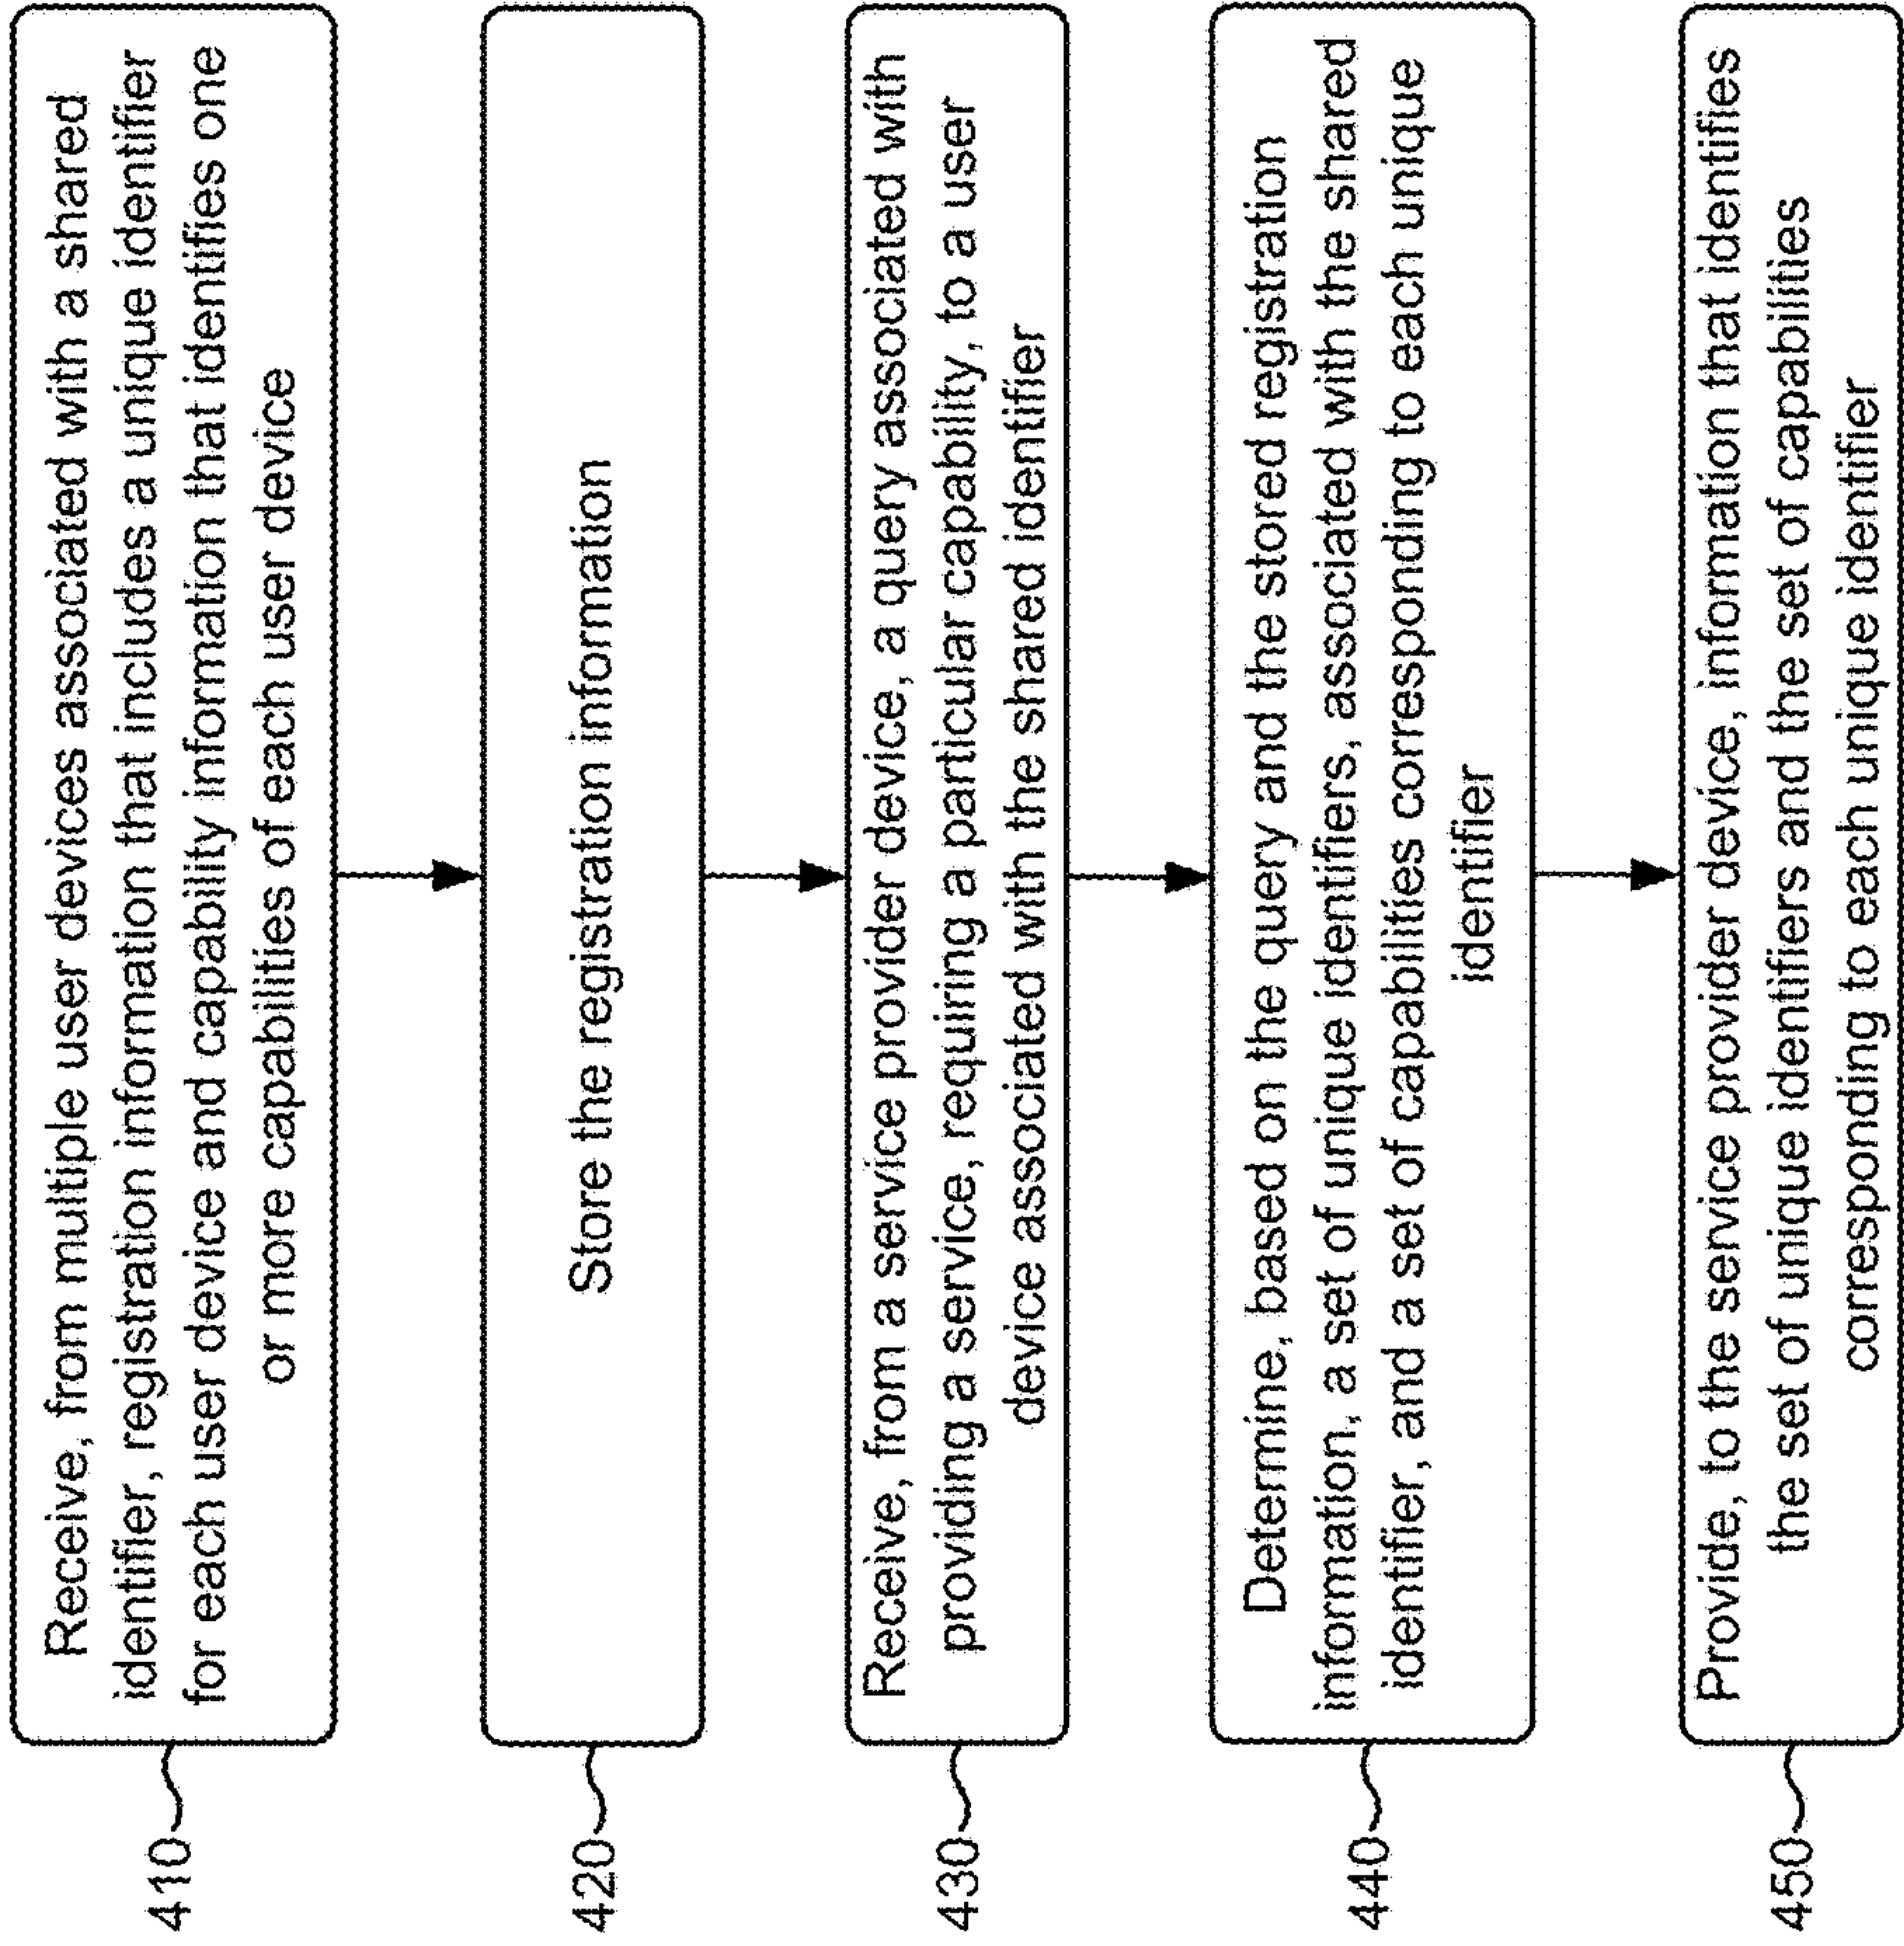 410
Receive, from multiple user devices associated with a shared
identifier, registration information that includes a unique identifier
for each user device and capability information that identifies one
or more capabilities of each user device
420
Store the registration information
430
Receive, from a service provider device, a query associated with
providing a service, requiring a particular capability, to a user
device associated with the shared identifier
440
Determine, based on the query and the stored registration
information, a set of unique identifiers, associated with the shared
identifier, and a set of capabilities corresponding to each unique
identifier
450
Provide, to the service provider device, information that identifies
the set of unique identifiers and the set of capabilities
corresponding to each unique identifier